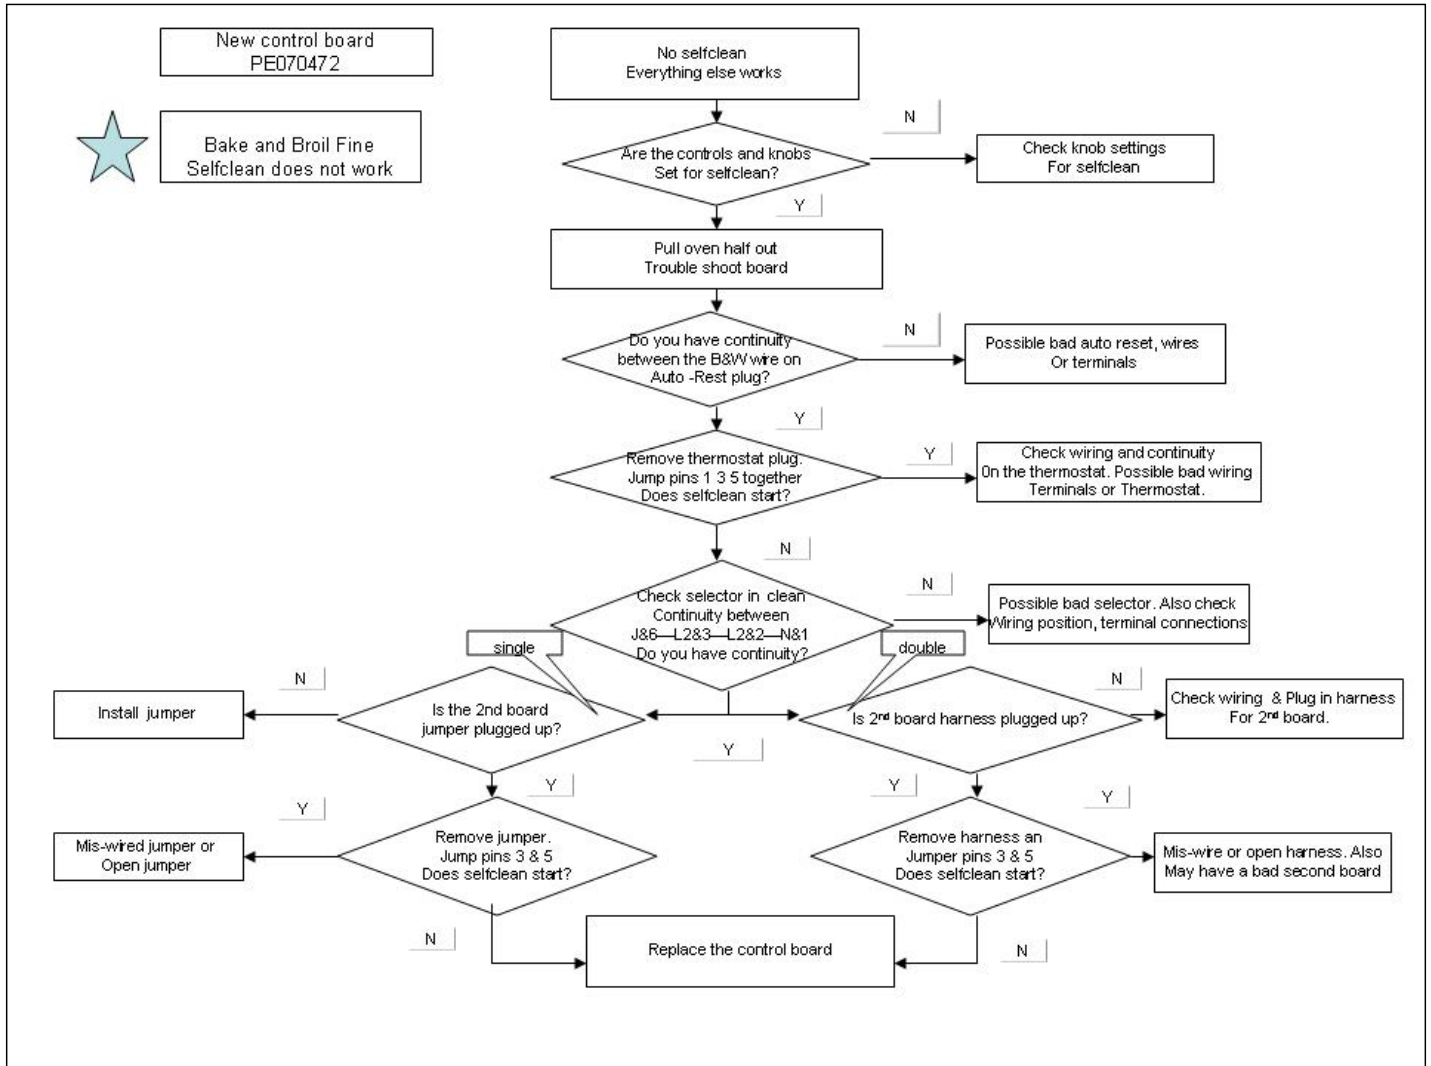 New control board
PE070472
Bake and Broil Fine
Selfclean does not work
No selfclean
Everything else works
N
Are the controls and knobs
Set for selfclean?
Check knob settings
For selfclean
Y
Pull oven half out
Trouble shoot board
N
Do you have continuity
between the B&W wire on
Auto -Rest plug?
Possible bad auto reset, wires
Or terminals
Y
Remove thermostat plug.
Jump pins 1 3 5 together
Does selfclean start?
Y
Check wiring and continuity
0n the thermostat. Possible bad wiring
Terminals or Thermostat.
N
Check selector in clean
Continuity between
J&6—L2&3—L2&2—N&1
Do you have continuity?
N
Possible bad selector. Also check
Wiring position, terminal connections
single
double
N
Install jumper
Is the 2nd board
jumper plugged up?
Y
Is 2nd board harness plugged up?
N
Check wiring & Plug in harness
For 2nd board.
Y
Y
Y
Y
Mis-wired jumper or
Open jumper
Remove jumper.
Jump pins 3 & 5
Does selfclean start?
Remove harness an
Jumper pins 3 & 5
Does selfclean start?
Mis-wire or open harness. Also
May have a bad second board
N
Replace the control board
N